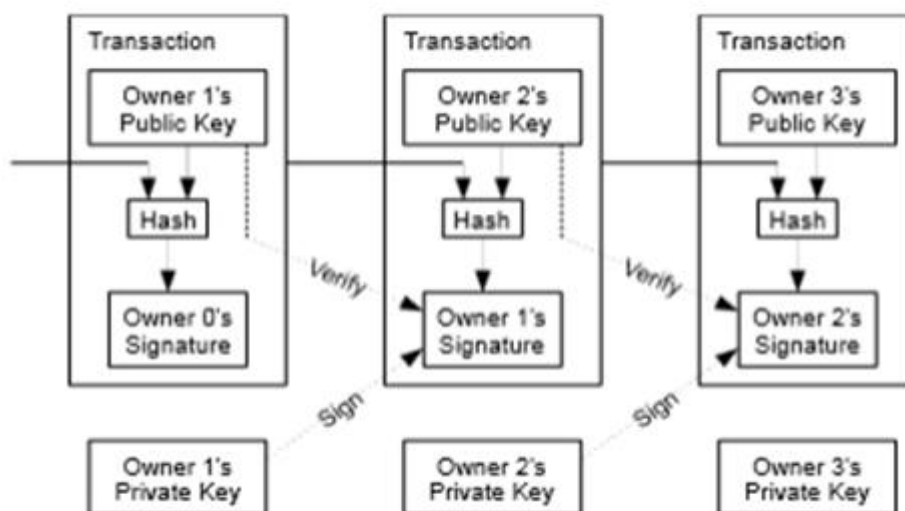 Transaction
Transaction
Transaction
Owner 1's
Public Key
Owner 2's
Public Key
Owner 3's
Public Key
Hash
Hash
Hash
Verify
Verify
Owner 0's
Signature
Owner 1's
Signature
Owner 2's
Signature
Sign
Sign
Owner 1's
Private Key
Owner 2's
Private Key
Owner 3's
Private Key